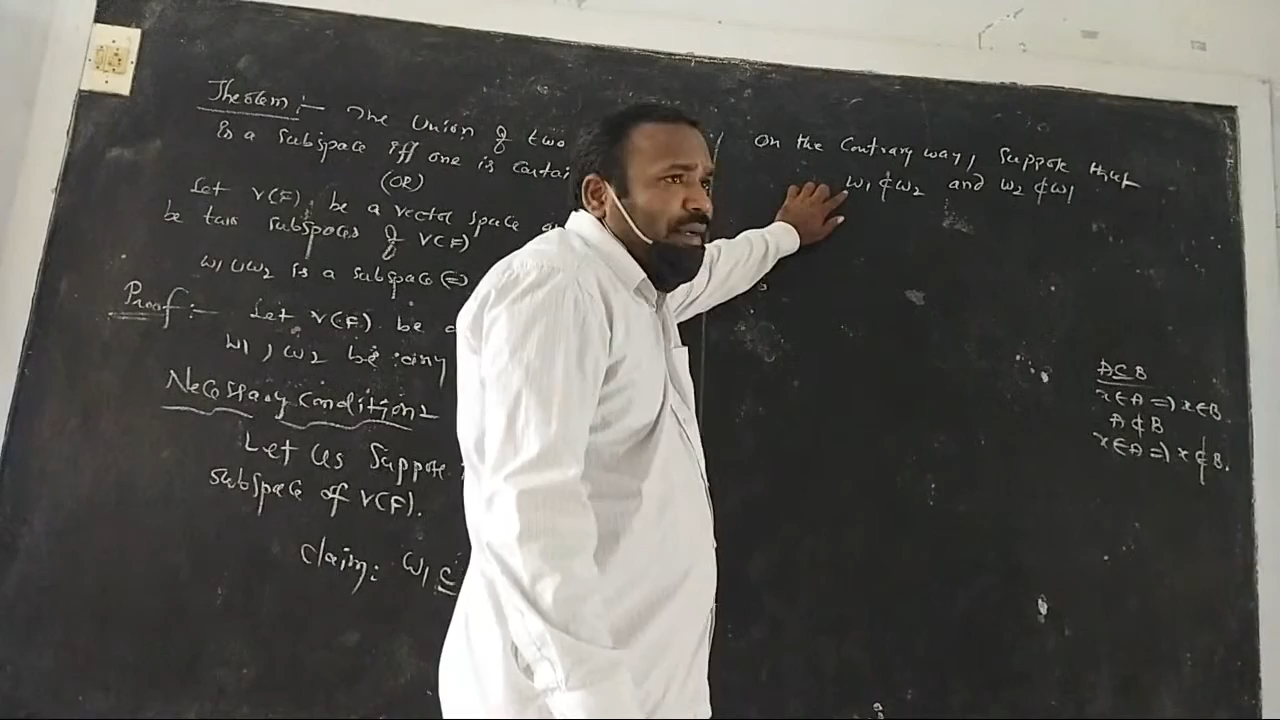 Theorem :- The Union of two
is a subspace iff one is contai
(OR)
Let V(F) be a vector space a
be two subspaces of V(F)
W1 ∪ W2 is a subspace ⇔
Proof :- Let V(F) be a
W1, W2 be any
Necessary Condition:
Let us Suppose
subspace of V(F).
claim: W1 ⊆
On the Contrary way, Suppose that
W1 ⊄ W2 and W2 ⊄ W1
A ⊆ B
x ∈ A ⇒ x ∈ B
A ⊄ B
x ∈ A ⇒ x ∉ B.